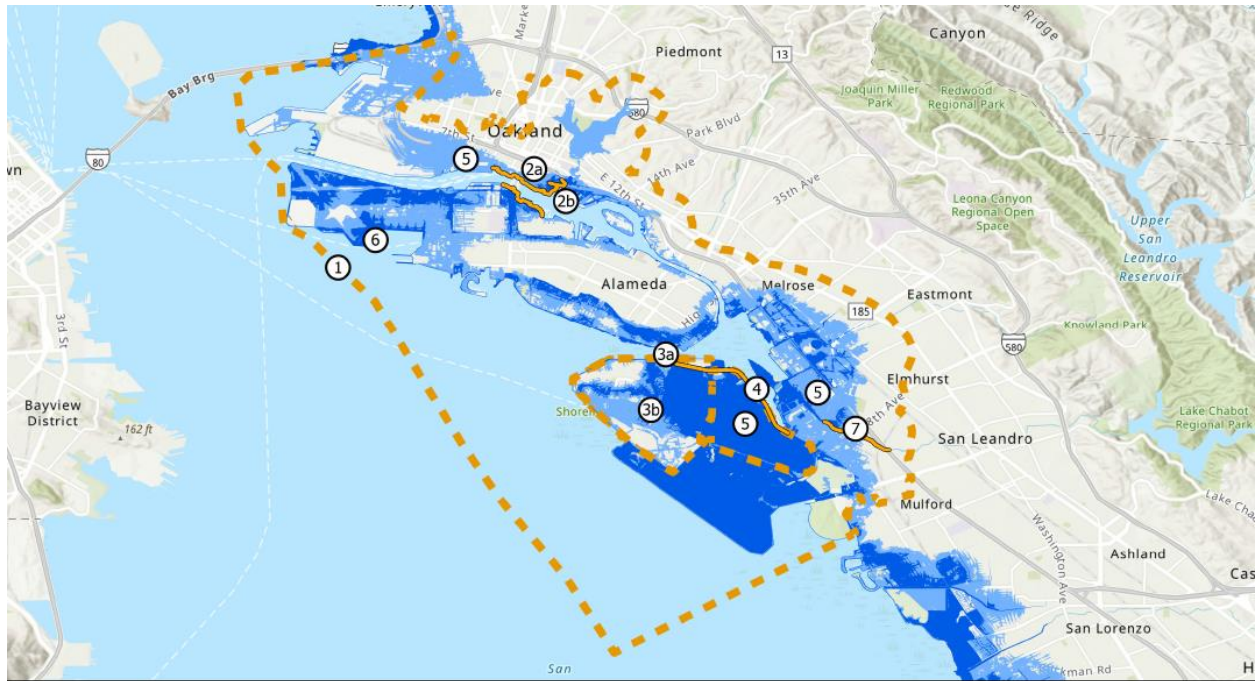 Bay Brg
80
Market
Piedmont
13
Canyon
Ridge
Joaquin Miller
Park
Redwood
Regional Park
580
Park Blvd
7th St
Oakland
14th Ave
35th Ave
E 12th St
5
2a
2b
Leona Canyon
Regional Open
Space
Upper
San
Leandro
Reservoir
6
1
Alameda
Melrose
185
Eastmont
580
Knowland Park
3rd St
3a
4
5
Elmhurst
Bayview
District
162 ft
3b
5
7
San Leandro
Lake Chabot
Regional Park
Mulford
Washington Ave
Ashland
San Lorenzo
San